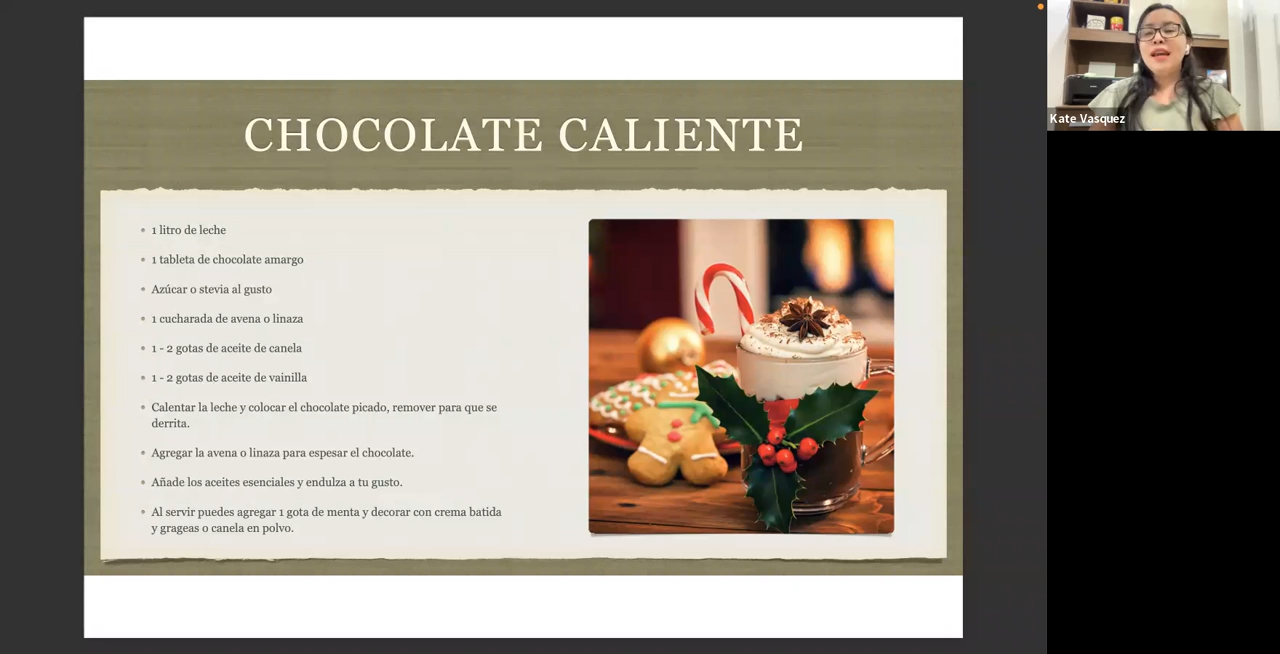 CHOCOLATE CALIENTE
1 litro de leche
1 tableta de chocolate amargo
Azúcar o stevia al gusto
1 cucharada de avena o linaza
1 - 2 gotas de aceite de canela
1 - 2 gotas de aceite de vainilla
Calentar la leche y colocar el chocolate picado, remover para que se
derrita.
Agregar la avena o linaza para espesar el chocolate.
Añade los aceites esenciales y endulza a tu gusto.
Al servir puedes agregar 1 gota de menta y decorar con crema batida
y grageas o canela en polvo.
Kate Vasquez